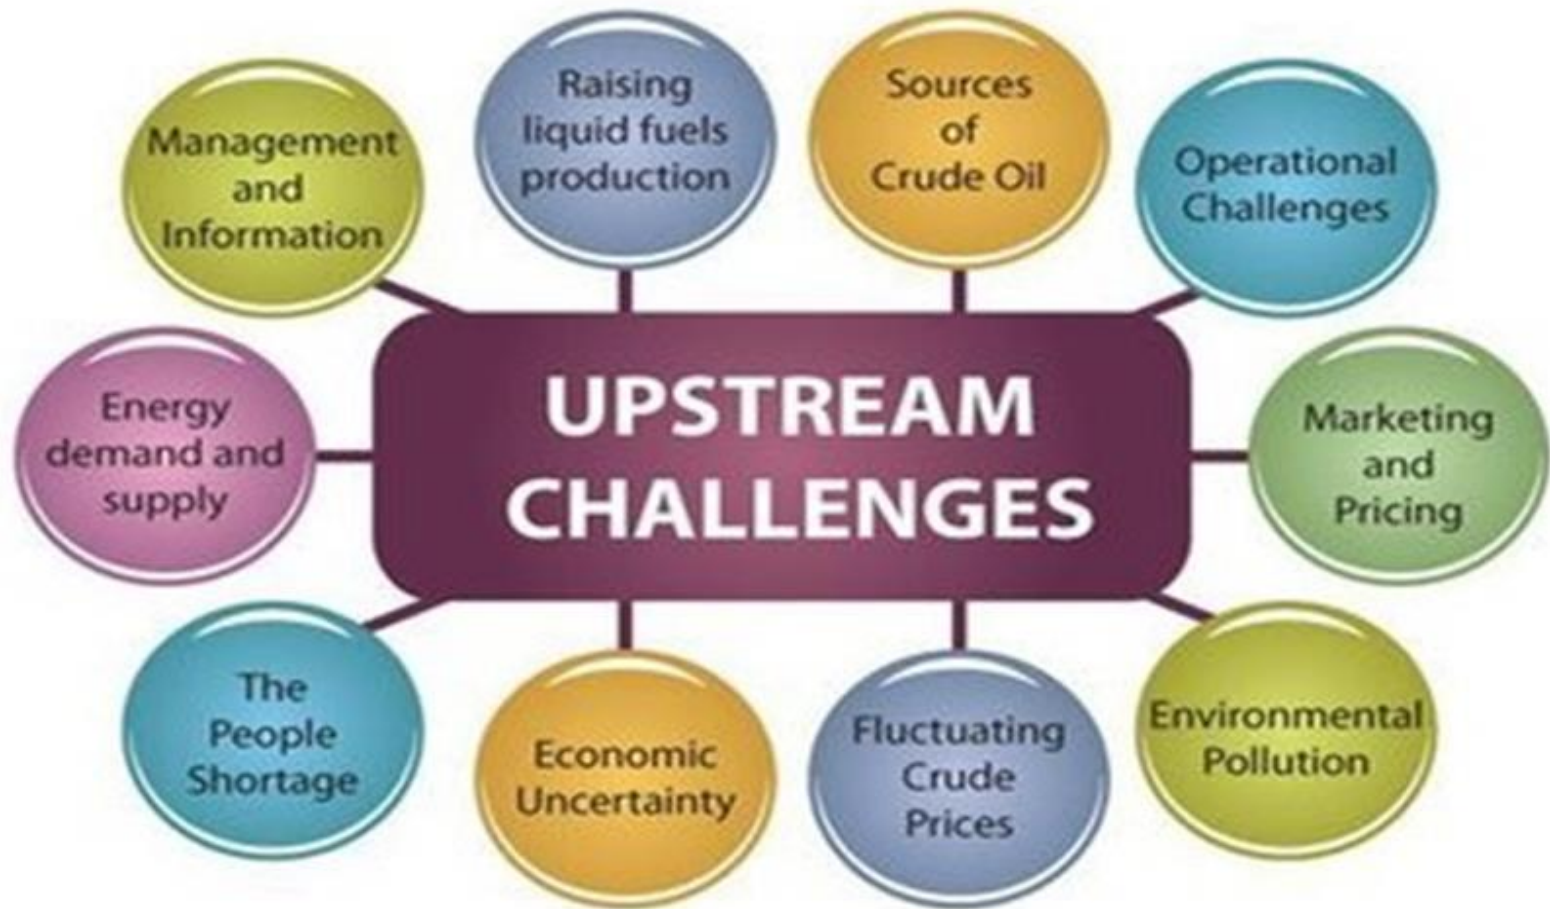 Management
and
Information
Raising
liquid fuels
production
Sources
of
Crude Oil
Operational
Challenges
Energy
demand and
supply
UPSTREAM
CHALLENGES
Marketing
and
Pricing
The
People
Shortage
Economic
Uncertainty
Fluctuating
Crude
Prices
Environmental
Pollution